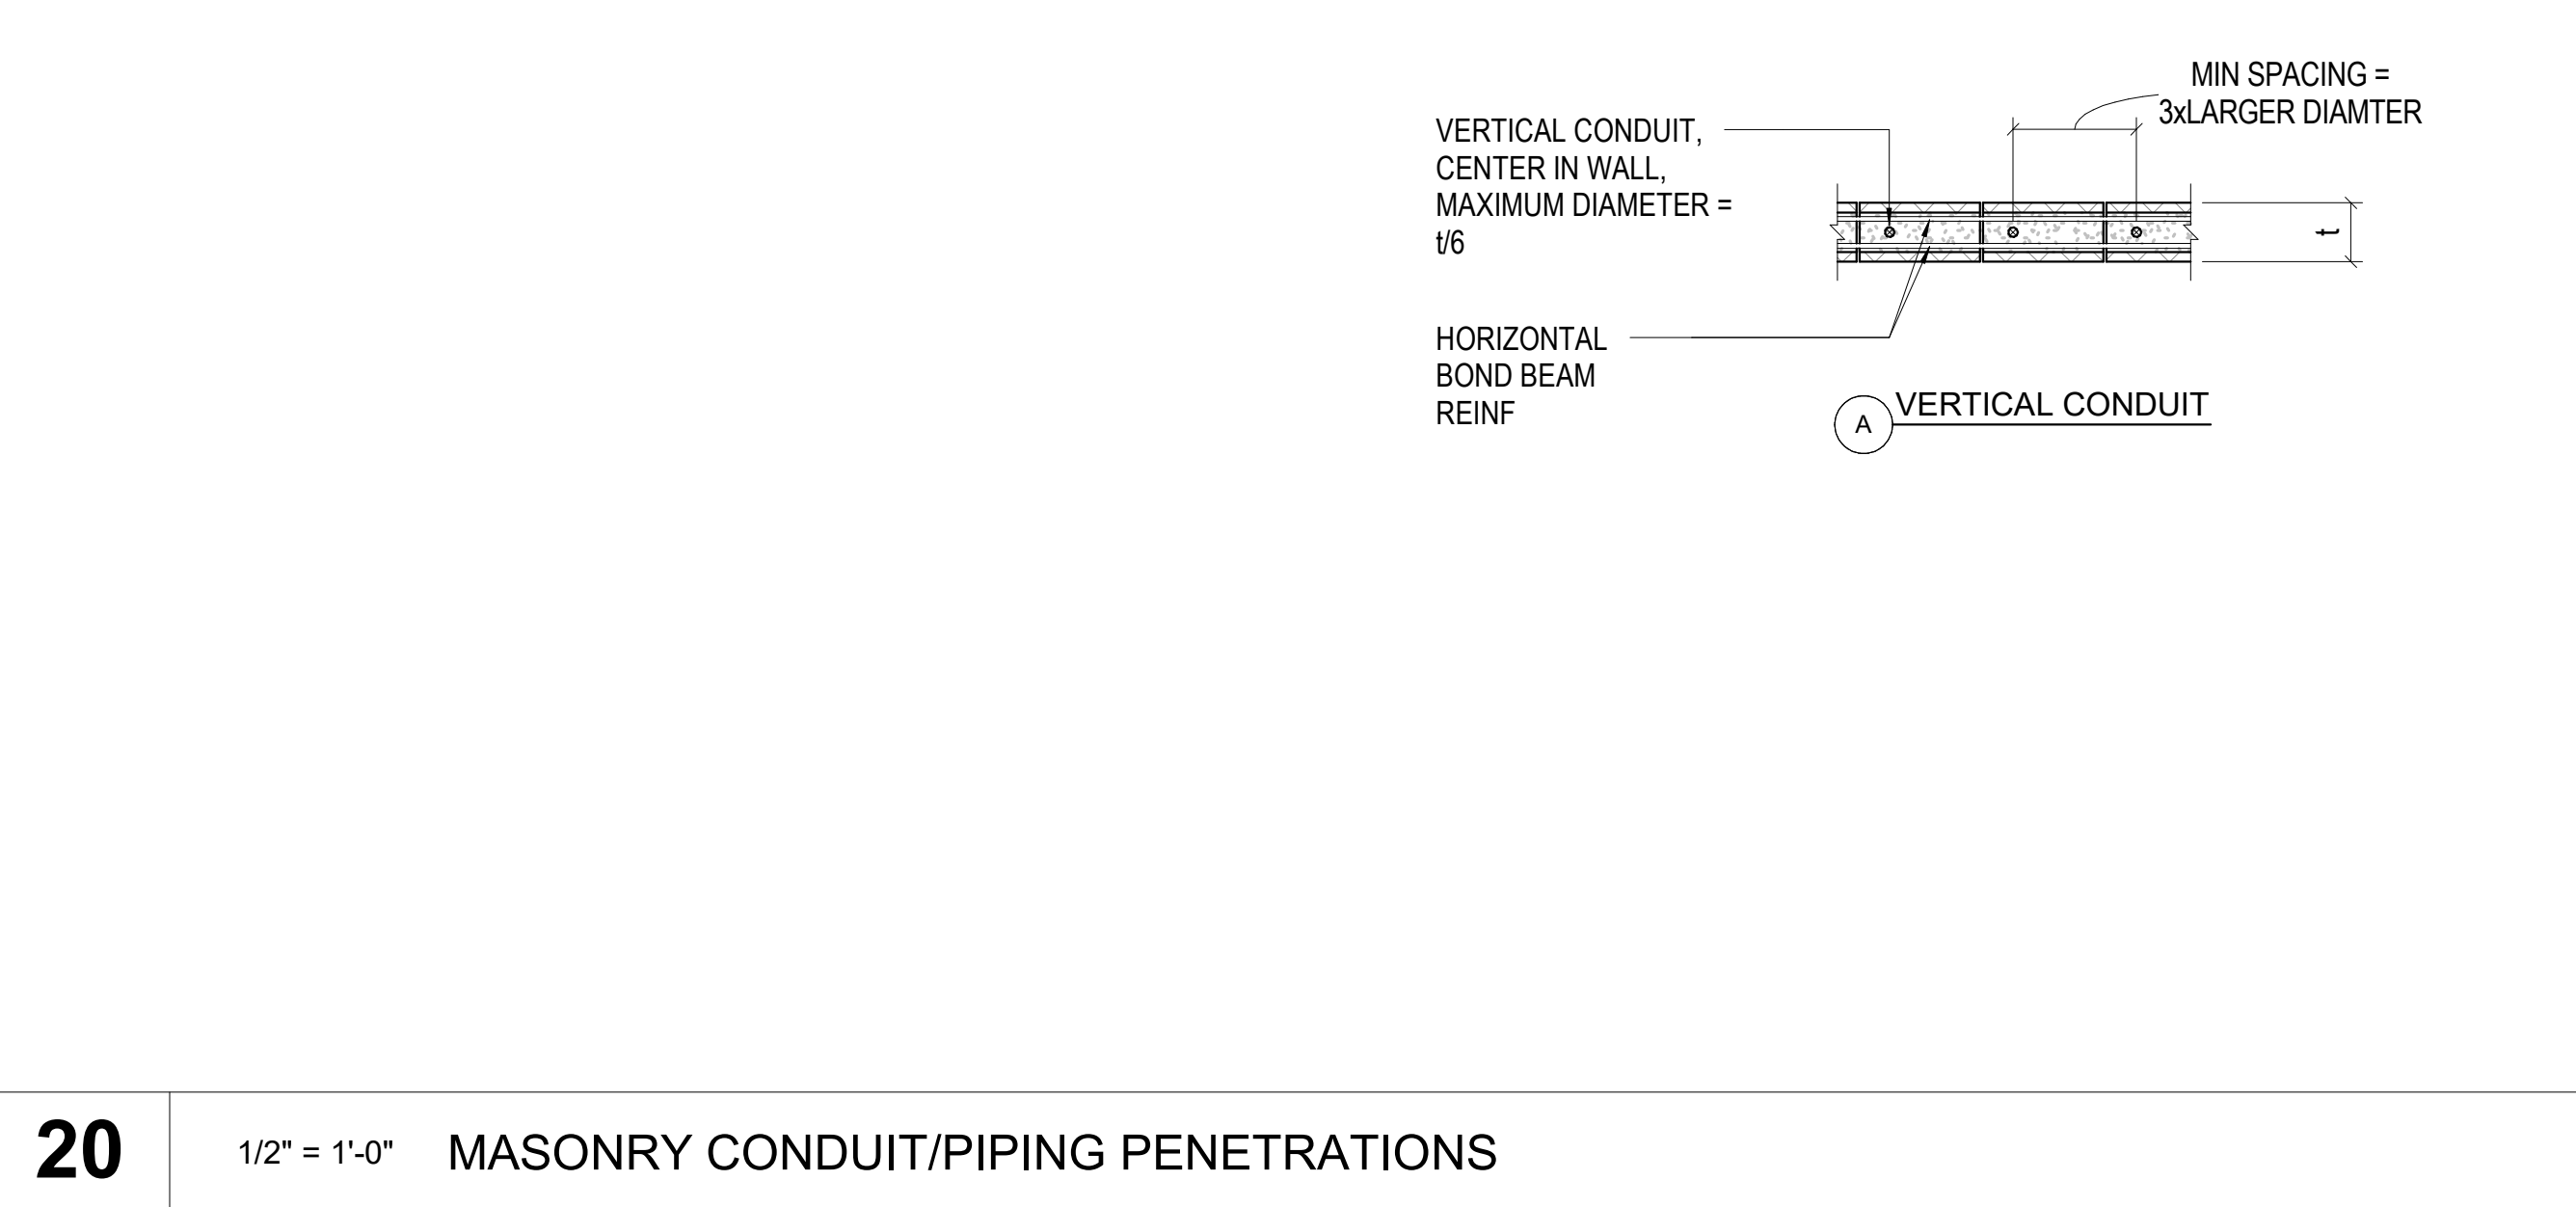 MIN SPACING =
3xLARGER DIAMTER
VERTICAL CONDUIT,
CENTER IN WALL,
MAXIMUM DIAMETER =
t/6
t
HORIZONTAL
BOND BEAM
REINF
A VERTICAL CONDUIT
20 1/2" = 1'-0" MASONRY CONDUIT/PIPING PENETRATIONS